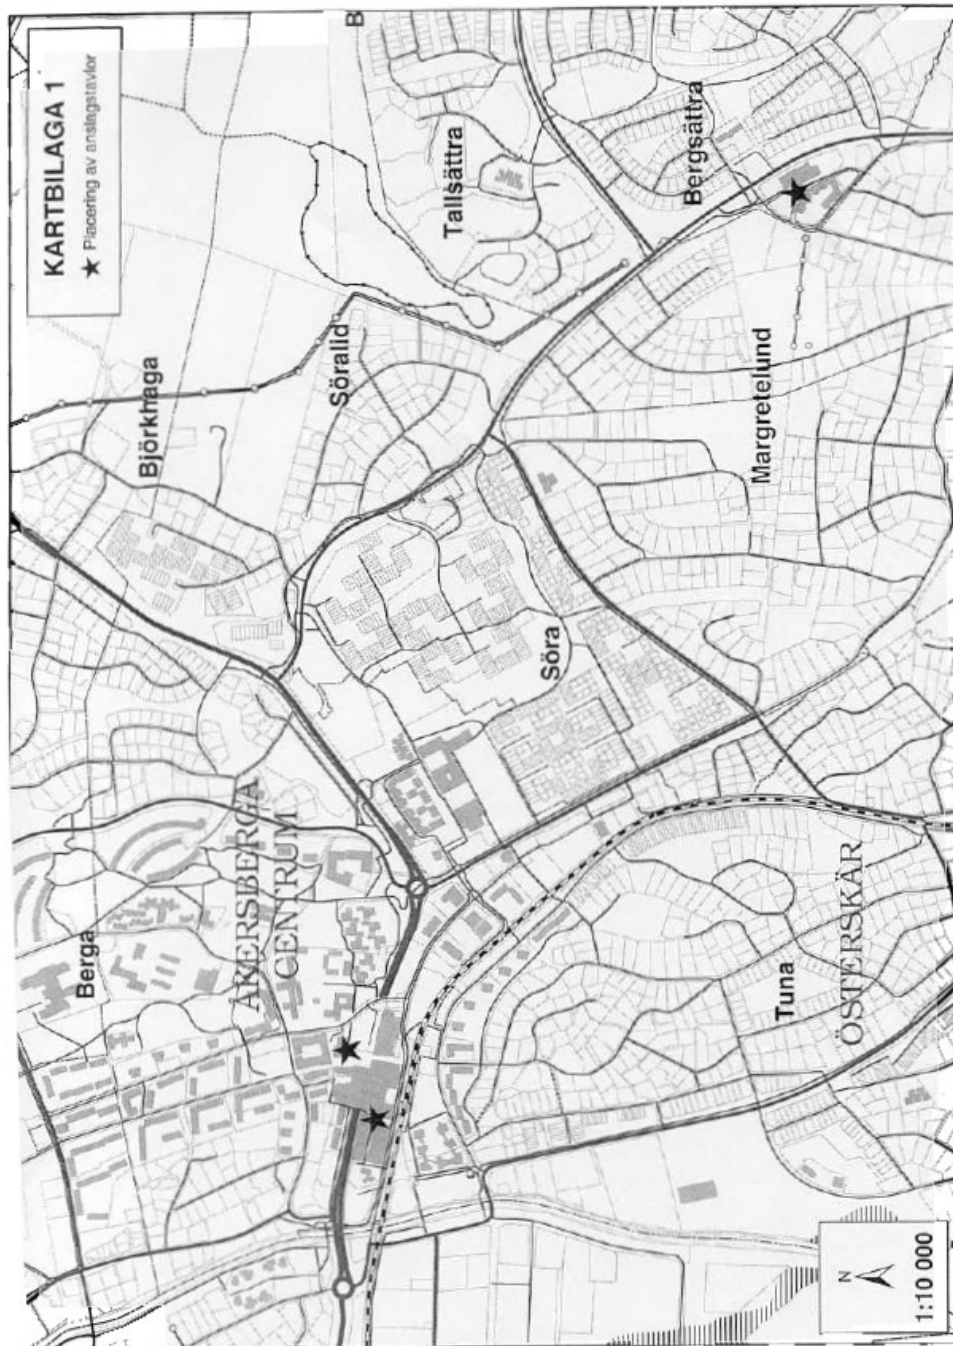 KARTBILAGA 1
★ Placering av anslagstavlor
B
Tallsättra
Bergsättra
Björkhaga
Söralid
Margretelund
Söra
Berga
ÅKERSBERGA
CENTRUM
Tuna
ÖSTERSKÄR
N
1:10 000